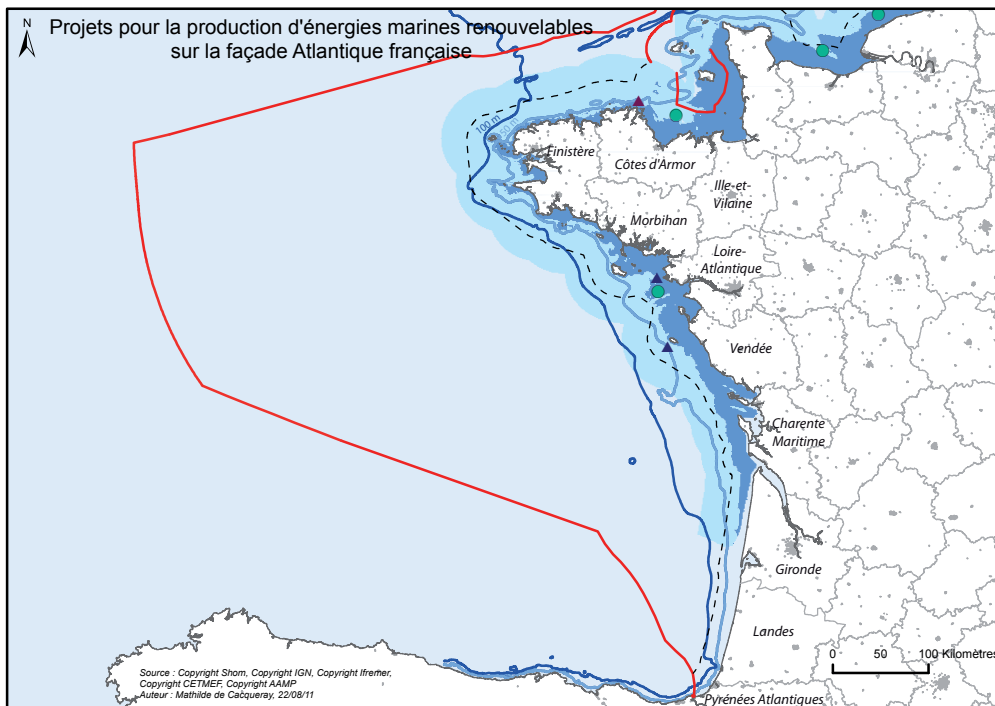 N
Projets pour la production d'énergies marines renouvelables
sur la façade Atlantique française
100 m
50 m
Finistère
Côtes d'Armor
Ille-et-
Vilaine
Morbihan
Loire-
Atlantique
Vendée
Charente
Maritime
Gironde
Landes
0 50 100 Kilomètres
Pyrénées Atlantiques
Source : Copyright Shom, Copyright IGN, Copyright Ifremer,
Copyright CETMEF, Copyright AAMP
Auteur : Mathilde de Cacqueray, 22/08/11